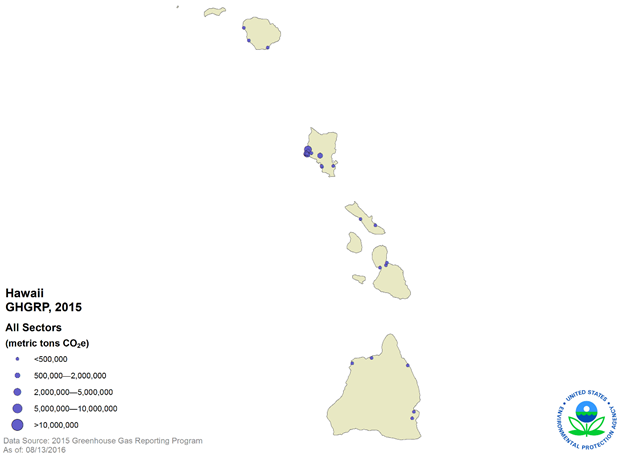 Hawaii
GHGRP, 2015
All Sectors
(metric tons CO₂e)
<500,000
500,000—2,000,000
2,000,000—5,000,000
5,000,000—10,000,000
>10,000,000
Data Source: 2015 Greenhouse Gas Reporting Program
As of: 08/13/2016
UNITED STATES
ENVIRONMENTAL PROTECTION AGENCY